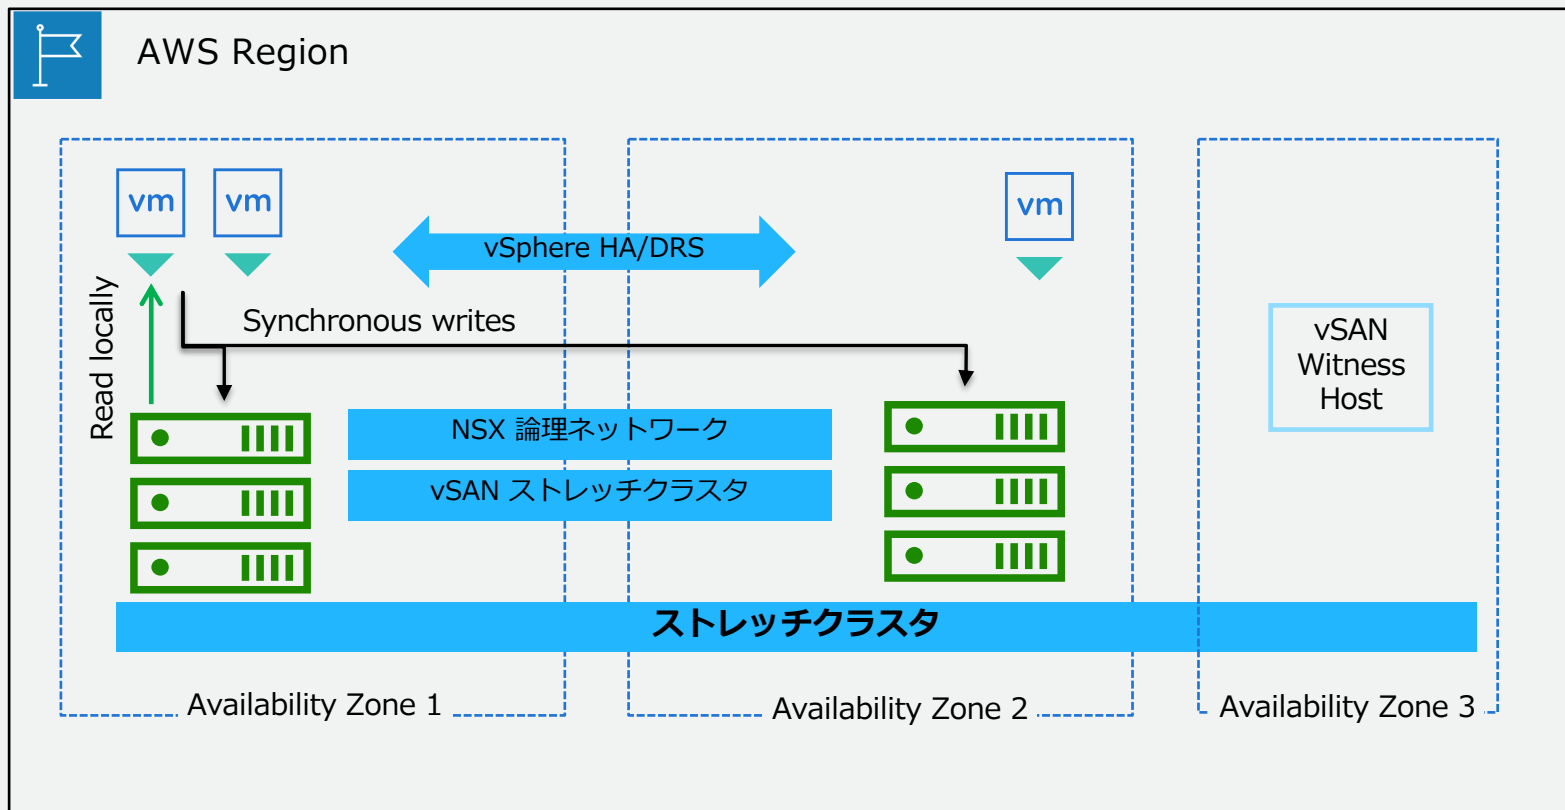 AWS Region
vm
vm
vm
vSphere HA/DRS
Read locally
Synchronous writes
vSAN
Witness
Host
NSX 論理ネットワーク
vSAN ストレッチクラスタ
ストレッチクラスタ
Availability Zone 1
Availability Zone 2
Availability Zone 3